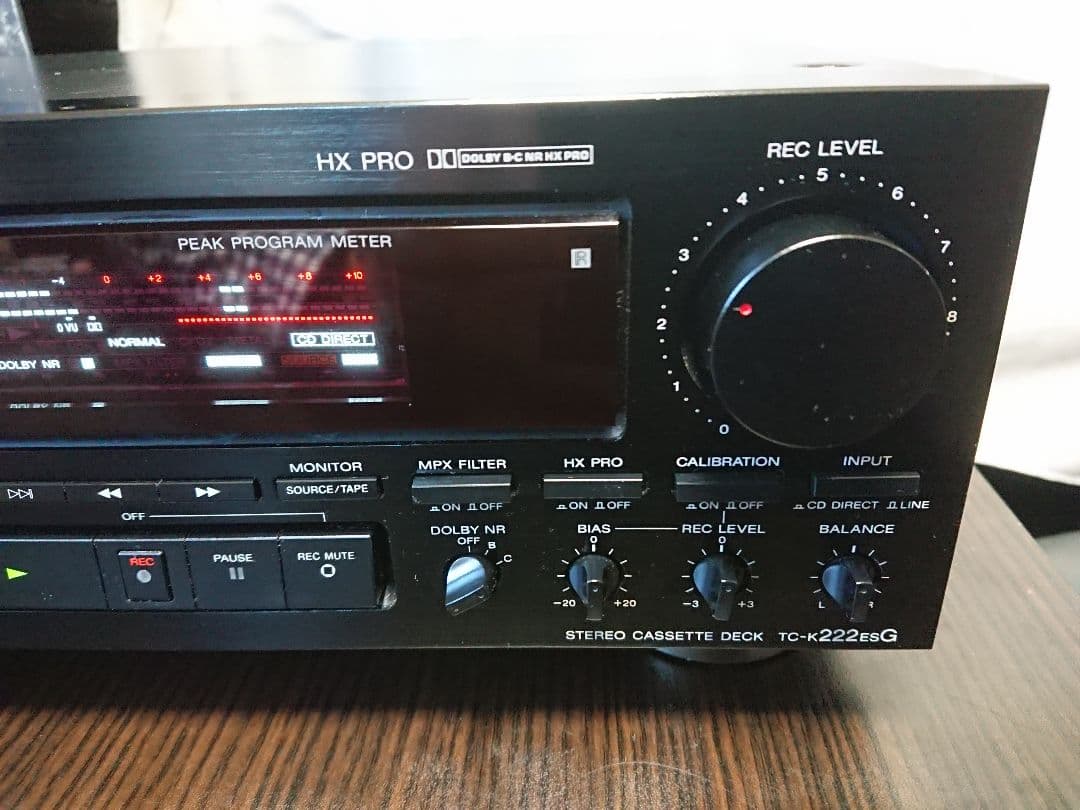 HX PRO DOLBY B-C NR HX PRO
REC LEVEL
0 1 2 3 4 5 6 7 8
PEAK PROGRAM METER
R
-4 0 +2 +4 +6 +8 +10
0 VU
NORMAL CD DIRECT
DOLBY NR SOURCE
MONITOR
SOURCE/TAPE
MPX FILTER
ON OFF
HX PRO
ON OFF
CALIBRATION
ON OFF
INPUT
CD DIRECT LINE
OFF
REC
PAUSE
REC MUTE
DOLBY NR
OFF B C
BIAS
0
-20 +20
REC LEVEL
0
-3 +3
BALANCE
L R
STEREO CASSETTE DECK TC-K222ESG